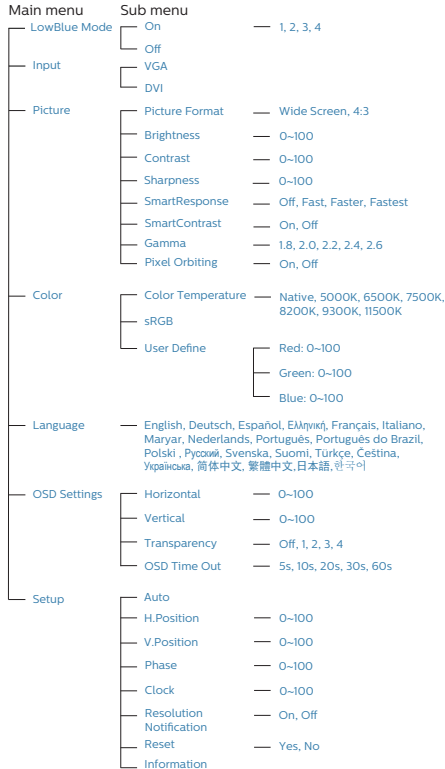 Main menu Sub menu
LowBlue Mode On 1, 2, 3, 4
Off
Input VGA
DVI
Picture Picture Format Wide Screen, 4:3
Brightness 0~100
Contrast 0~100
Sharpness 0~100
SmartResponse Off, Fast, Faster, Fastest
SmartContrast On, Off
Gamma 1.8, 2.0, 2.2, 2.4, 2.6
Pixel Orbiting On, Off
Color Color Temperature Native, 5000K, 6500K, 7500K,
8200K, 9300K, 11500K
sRGB
User Define Red: 0~100
Green: 0~100
Blue: 0~100
Language English, Deutsch, Español, Ελληνική, Français, Italiano,
Maryar, Nederlands, Português, Português do Brazil,
Polski , Русский, Svenska, Suomi, Türkçe, Čeština,
Українська, 简体中文, 繁體中文,日本語,한국어
OSD Settings Horizontal 0~100
Vertical 0~100
Transparency Off, 1, 2, 3, 4
OSD Time Out 5s, 10s, 20s, 30s, 60s
Setup Auto
H.Position 0~100
V.Position 0~100
Phase 0~100
Clock 0~100
Resolution On, Off
Notification
Reset Yes, No
Information